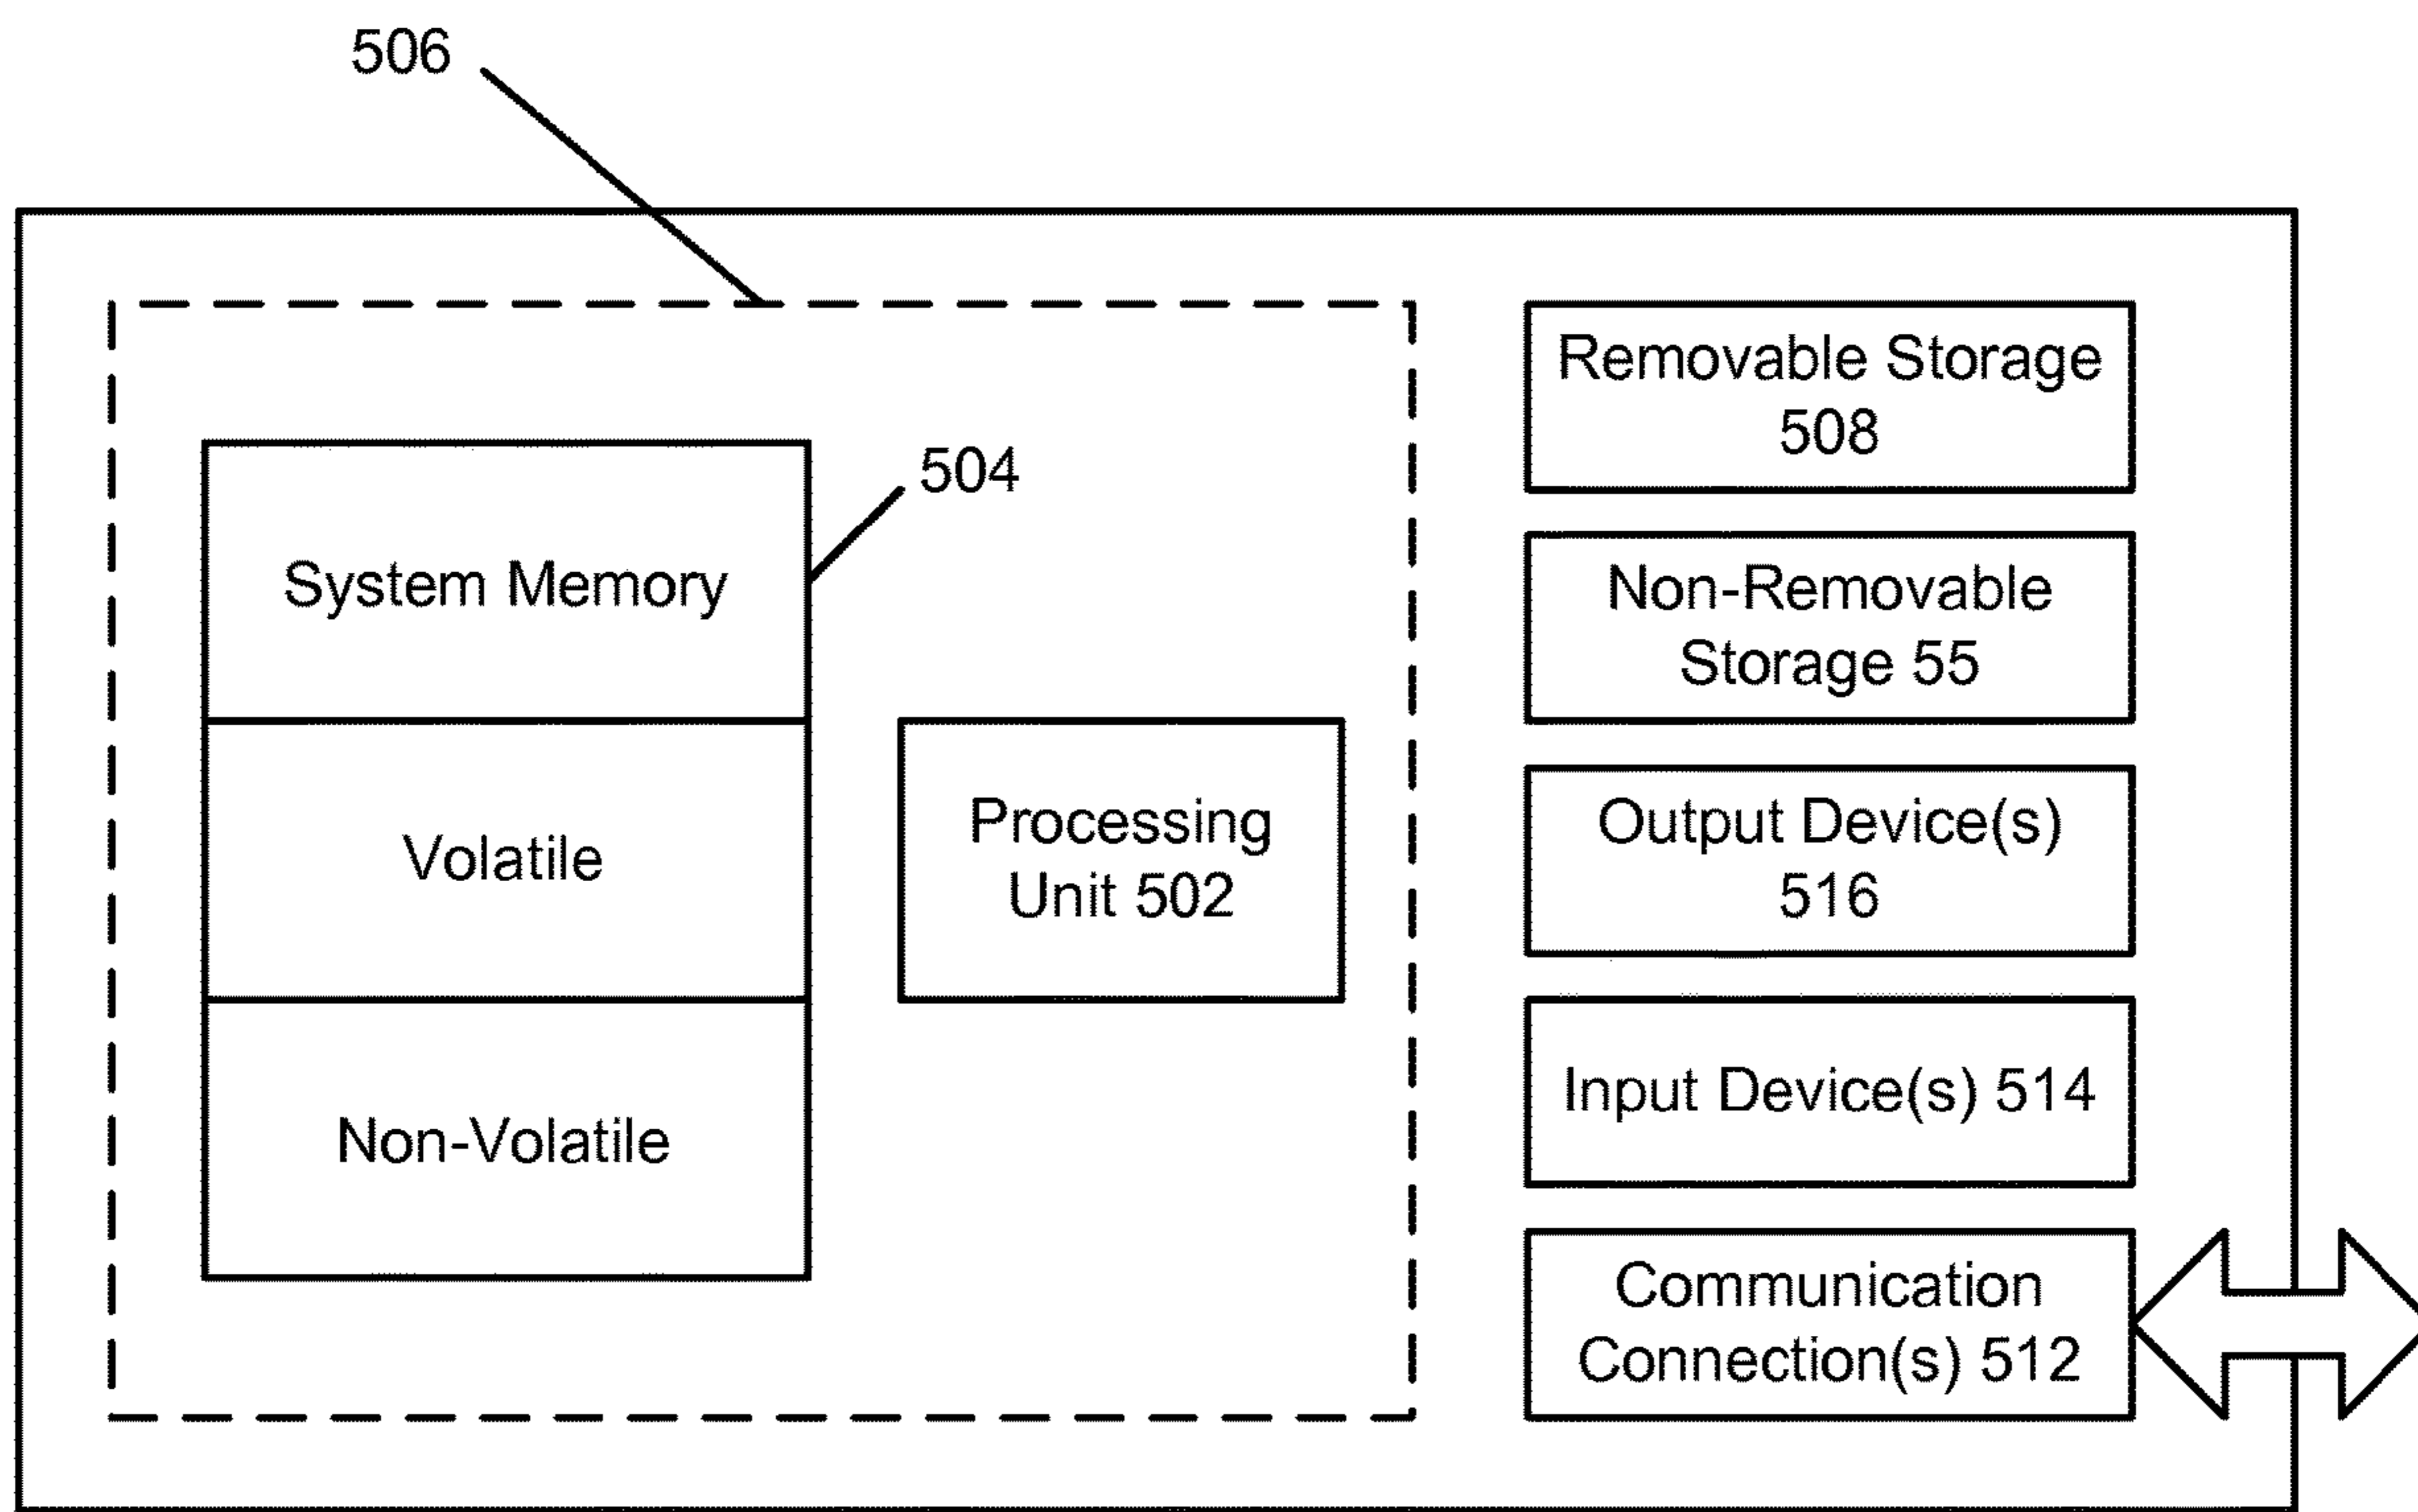 506
504
System Memory
Volatile
Non-Volatile
Processing
Unit 502
Removable Storage
508
Non-Removable
Storage 55
Output Device(s)
516
Input Device(s) 514
Communication
Connection(s) 512